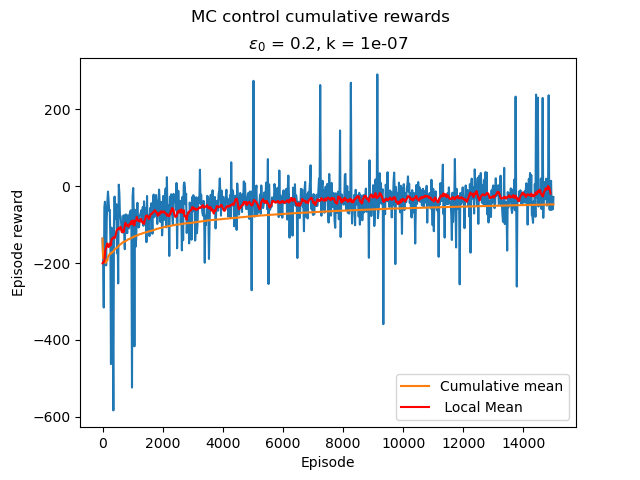 MC control cumulative rewards
ε₀ = 0.2, k = 1e-07
Episode reward
200
0
−200
−400
−600
0 2000 4000 6000 8000 10000 12000 14000
Episode
Cumulative mean
Local Mean